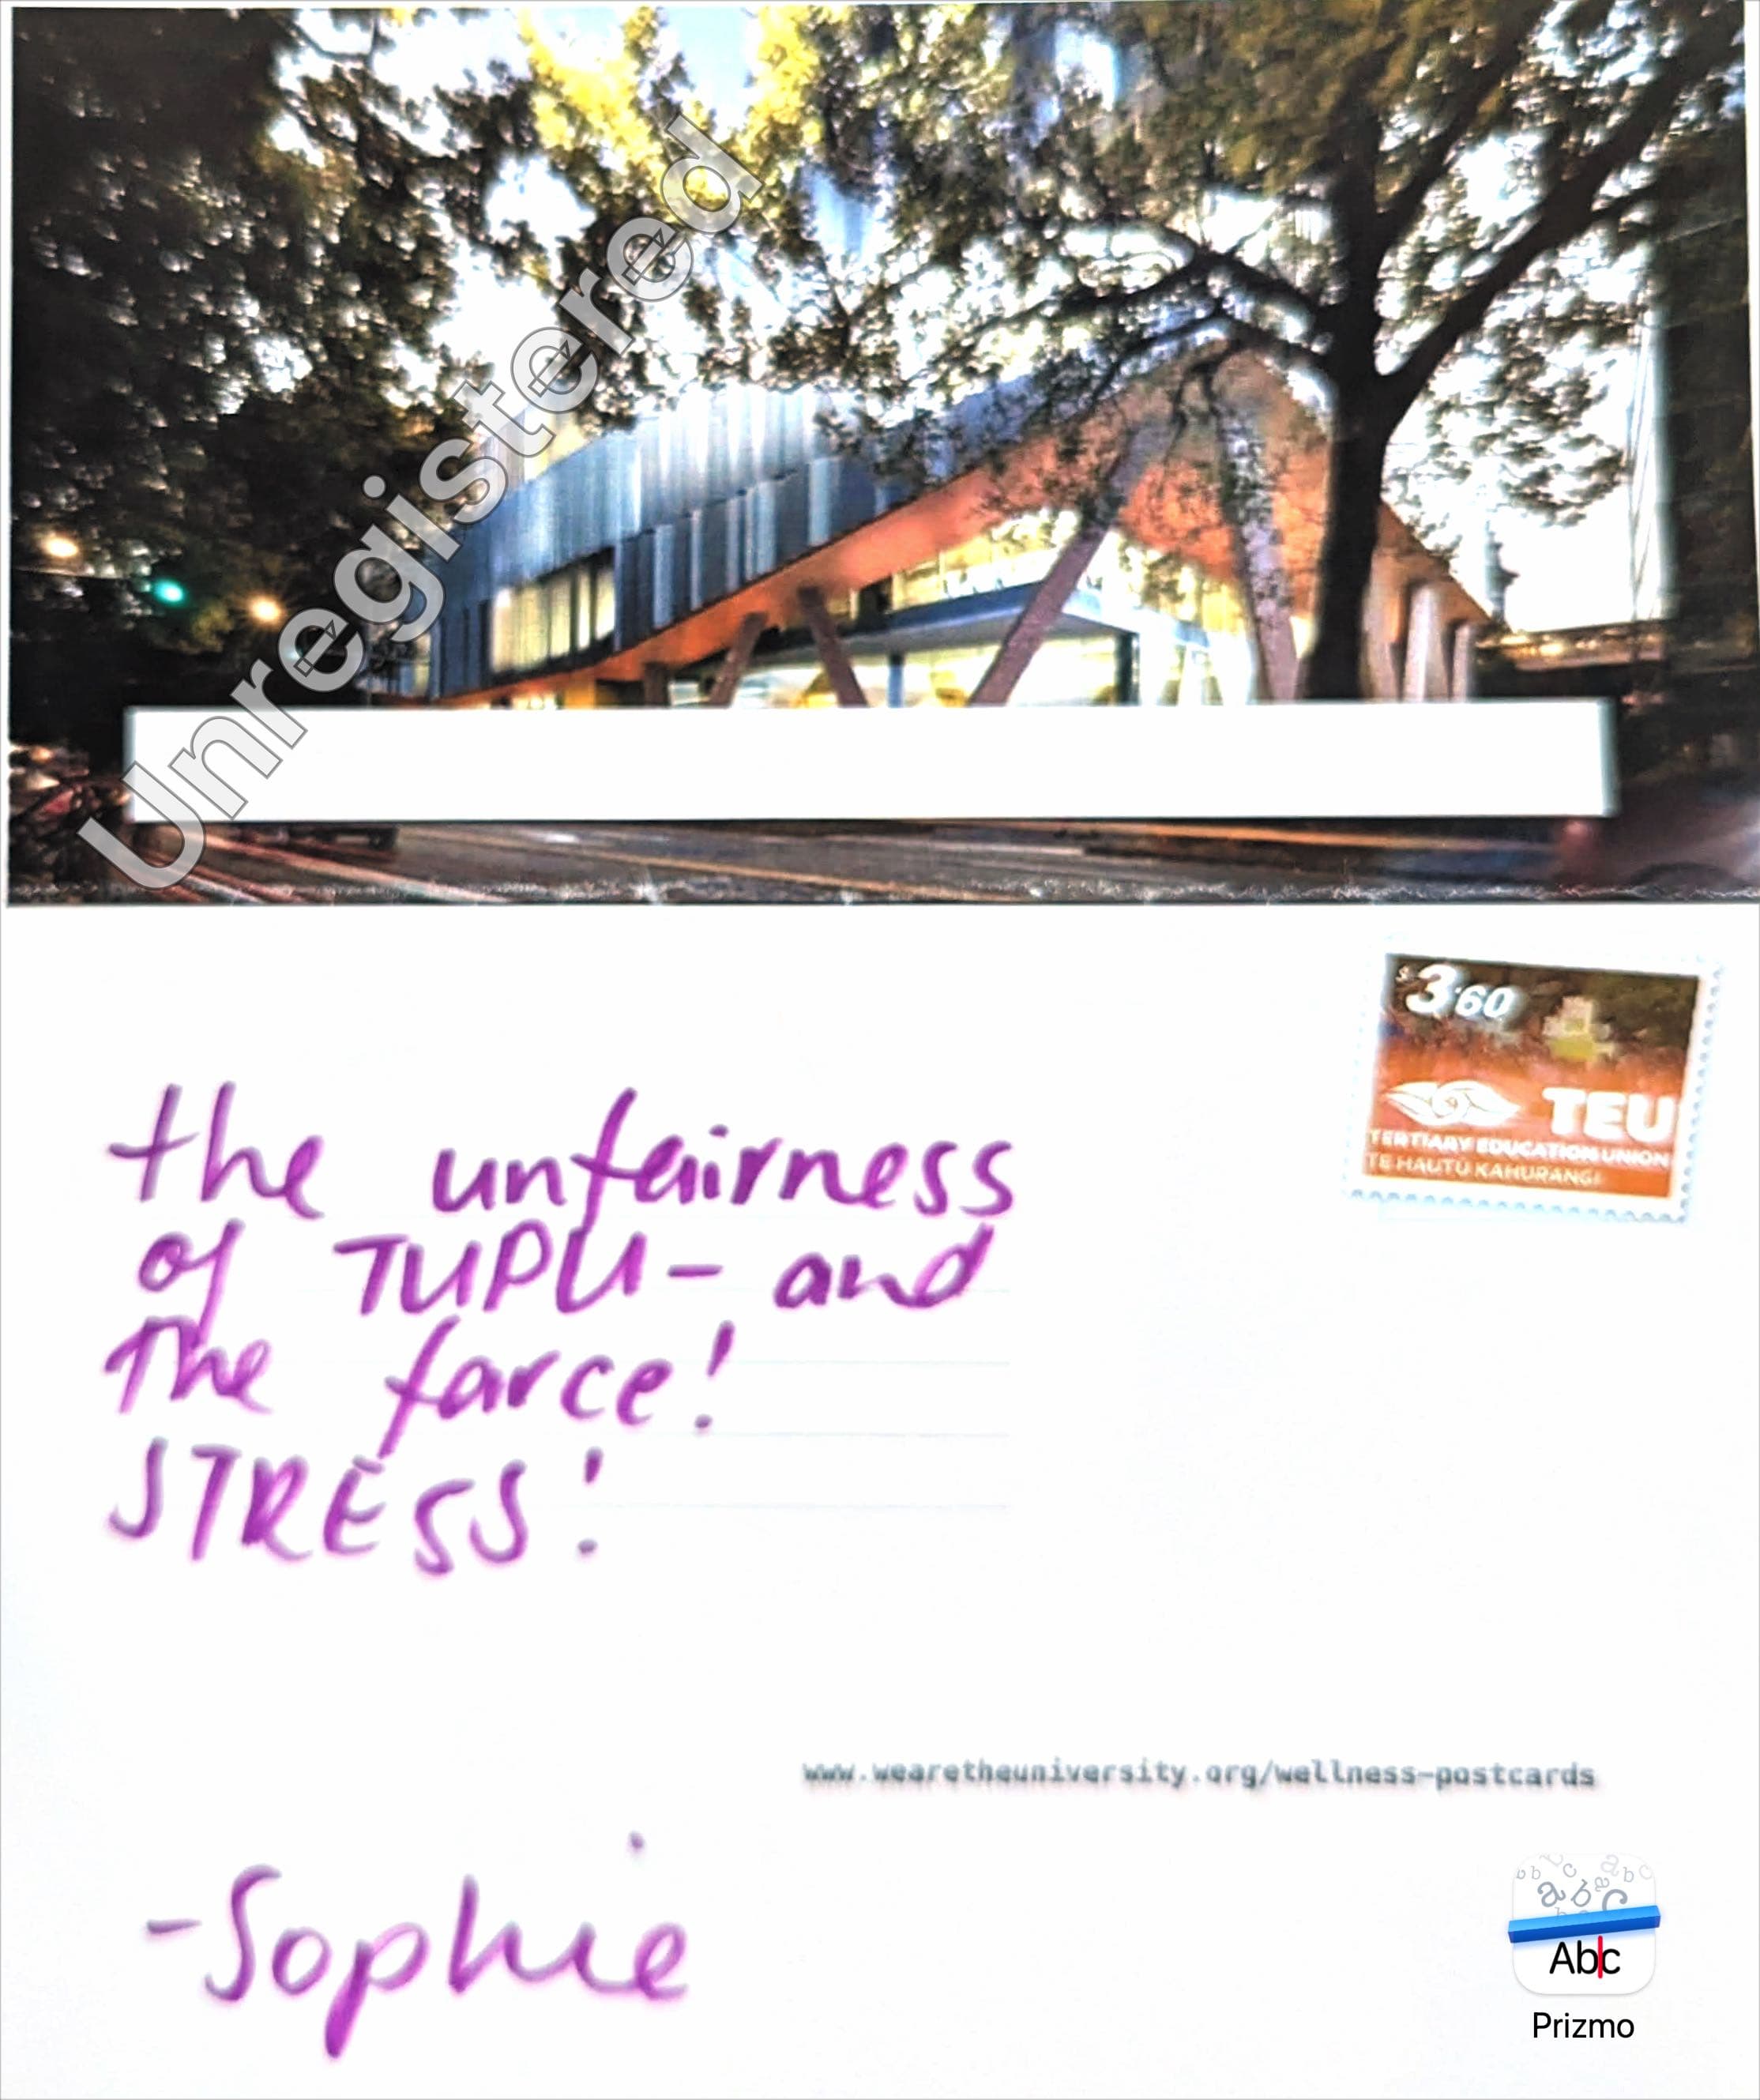 Unregistered
$3.60
TEU
TERTIARY EDUCATION UNION
TE HAUTŪ KAHURANGI
the unfairness
of TUPU - and
The farce!
STRESS!
www.wearetheuniversity.org/wellness-postcards
- Sophie
abc
Abc
Prizmo